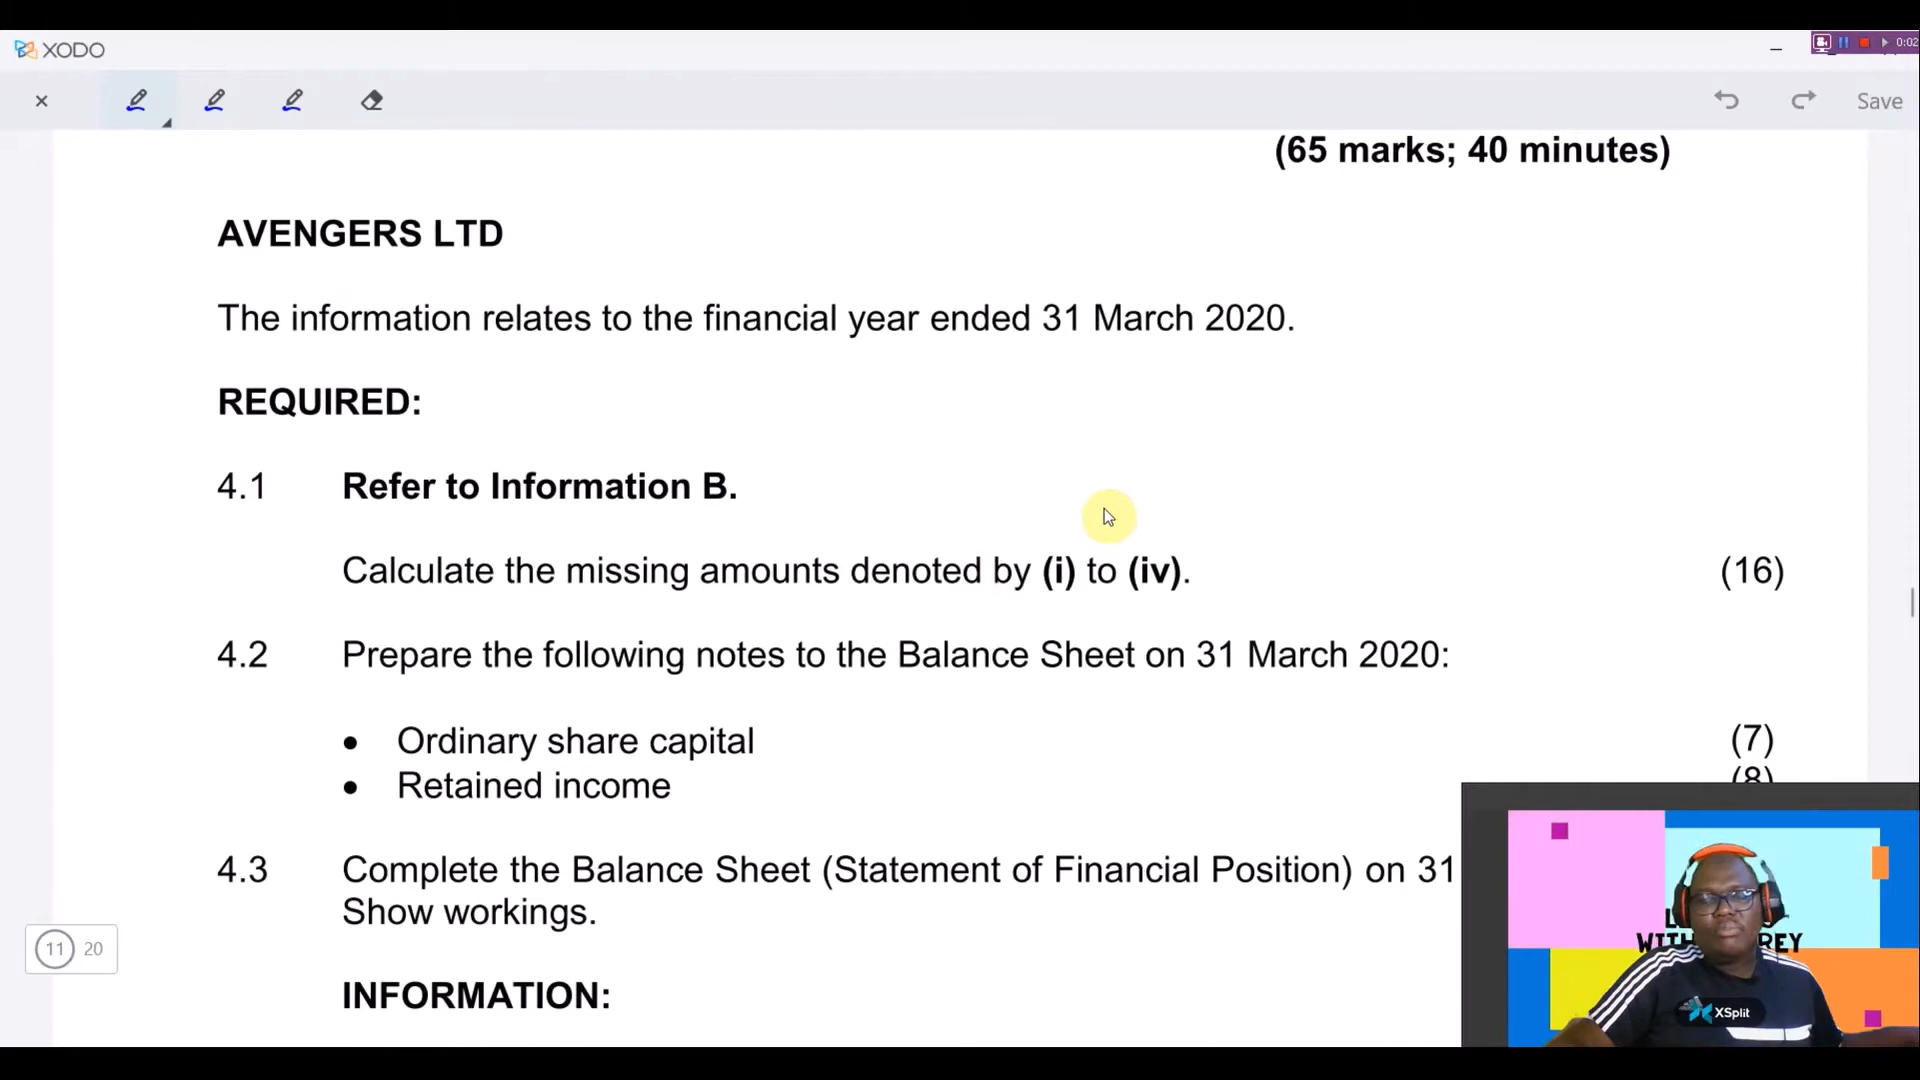 XODO
0:02
Save
(65 marks; 40 minutes)
AVENGERS LTD
The information relates to the financial year ended 31 March 2020.
REQUIRED:
4.1 Refer to Information B.
Calculate the missing amounts denoted by (i) to (iv). (16)
4.2 Prepare the following notes to the Balance Sheet on 31 March 2020:
• Ordinary share capital (7)
• Retained income (8)
4.3 Complete the Balance Sheet (Statement of Financial Position) on 31
Show workings.
INFORMATION:
11 20
XSplit